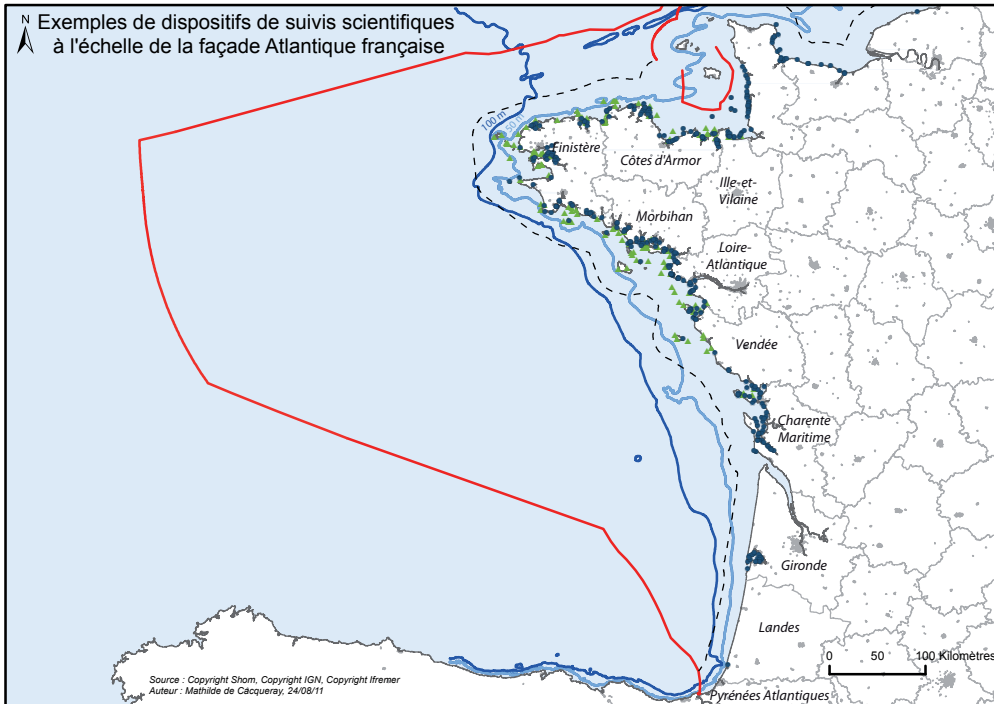 N
Exemples de dispositifs de suivis scientifiques
à l'échelle de la façade Atlantique française
100 m
50 m
Finistère
Côtes d'Armor
Ille-et-
Vilaine
Morbihan
Loire-
Atlantique
Vendée
Charente
Maritime
Gironde
Landes
0 50 100 Kilomètres
Pyrénées Atlantiques
Source : Copyright Shom, Copyright IGN, Copyright Ifremer
Auteur : Mathilde de Cacqueray, 24/08/11